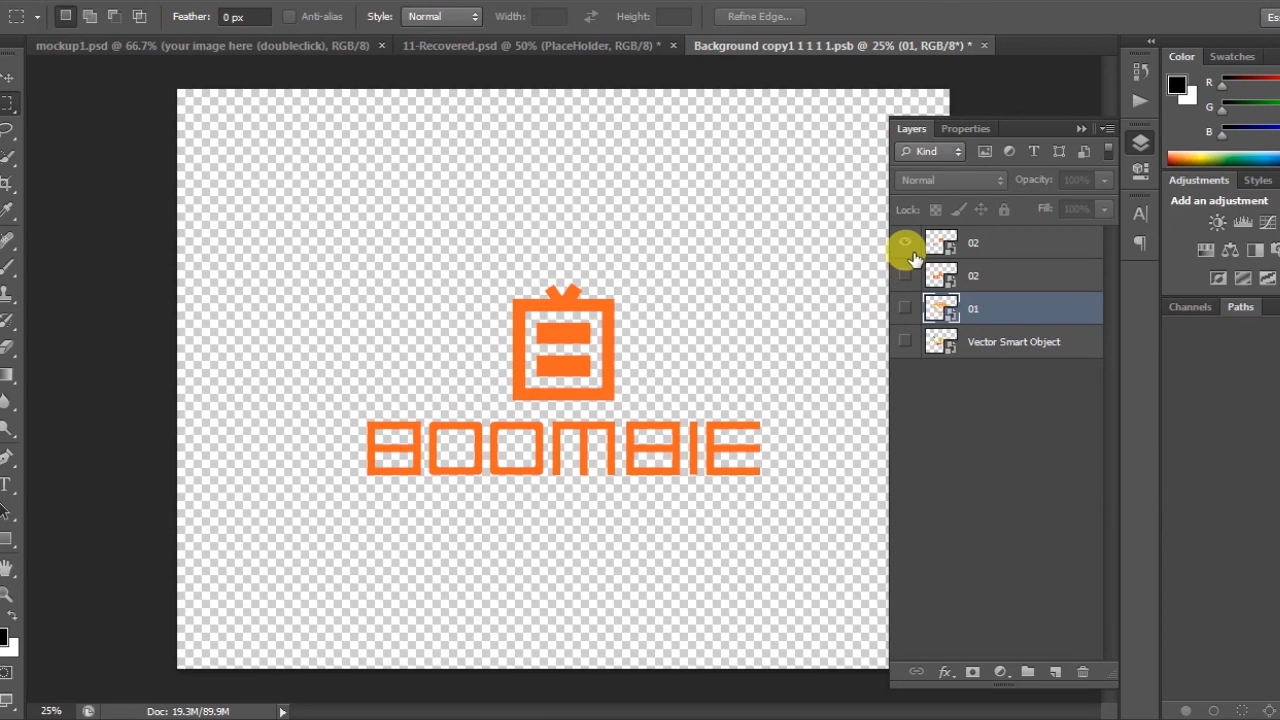 Feather: 0 px Anti-alias Style: Normal Width: Height: Refine Edge...
mockup1.psd @ 66.7% (your image here (doubleclick), RGB/8) × 11-Recovered.psd @ 50% (PlaceHolder, RGB/8) * × Background copy1 1 1 1 1.psb @ 25% (01, RGB/8*) * ×
Color Swatches
R
G
B
Layers Properties
Kind
Normal Opacity: 100%
Lock: Fill: 100%
Adjustments Styles
Add an adjustment
02
02
01
Vector Smart Object
Channels Paths
BOOMBIE
25% Doc: 19.3M/89.9M